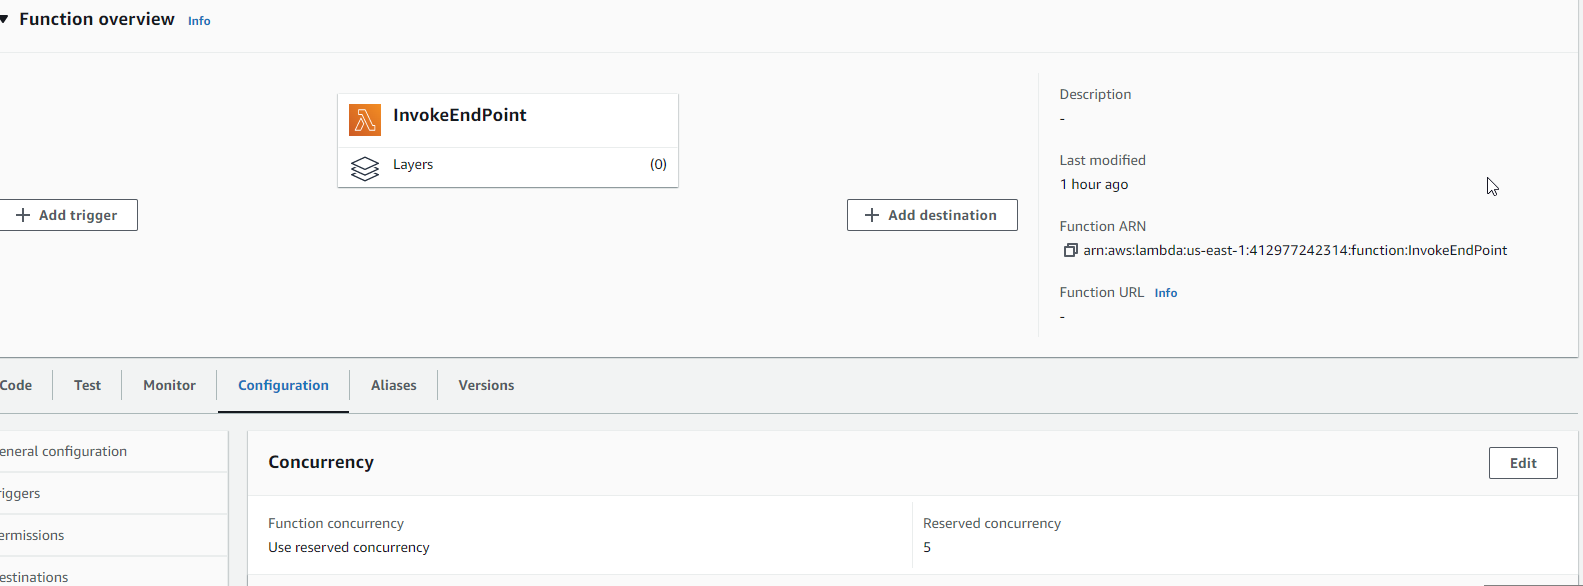 Function overview Info
InvokeEndPoint
Layers (0)
Add trigger
Add destination
Description
-
Last modified
1 hour ago
Function ARN
arn:aws:lambda:us-east-1:412977242314:function:InvokeEndPoint
Function URL Info
-
Code Test Monitor Configuration Aliases Versions
eneral configuration
riggers
ermissions
estinations
Concurrency
Edit
Function concurrency
Use reserved concurrency
Reserved concurrency
5